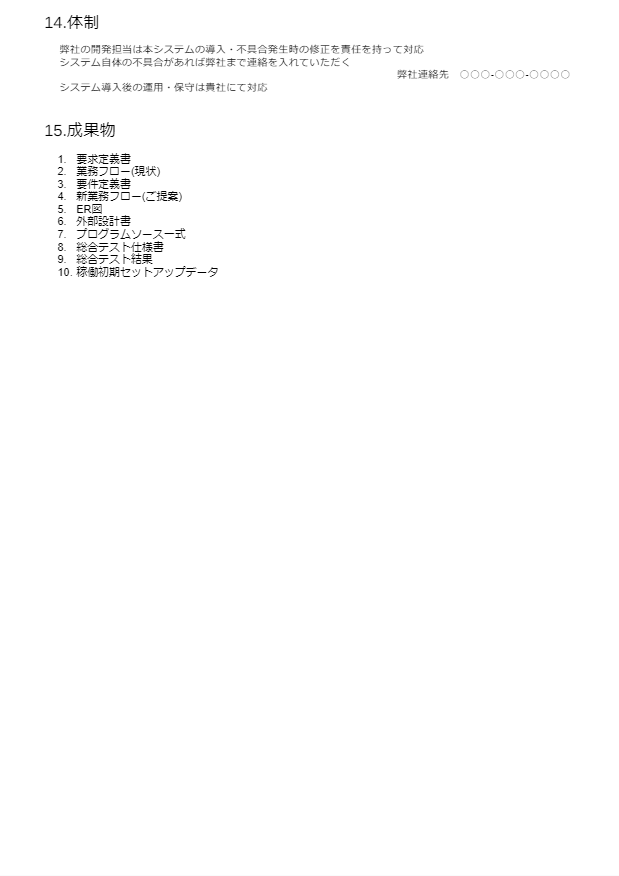 14.体制
弊社の開発担当は本システムの導入・不具合発生時の修正を責任を持って対応
システム自体の不具合があれば弊社まで連絡を入れていただく
弊社連絡先　○○○-○○○-○○○○
システム導入後の運用・保守は貴社にて対応
15.成果物
1. 要求定義書
2. 業務フロー(現状)
3. 要件定義書
4. 新業務フロー(ご提案)
5. ER図
6. 外部設計書
7. プログラムソース一式
8. 総合テスト仕様書
9. 総合テスト結果
10. 稼働初期セットアップデータ